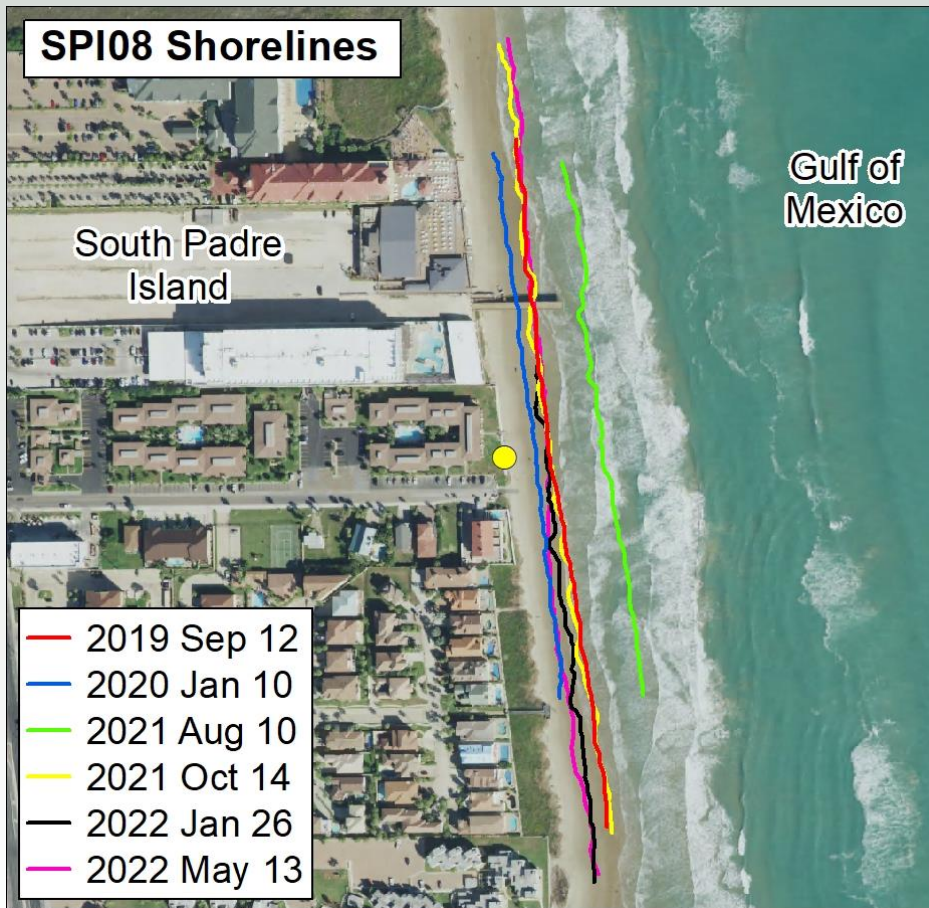 SPI08 Shorelines
Gulf of
Mexico
South Padre
Island
2019 Sep 12
2020 Jan 10
2021 Aug 10
2021 Oct 14
2022 Jan 26
2022 May 13